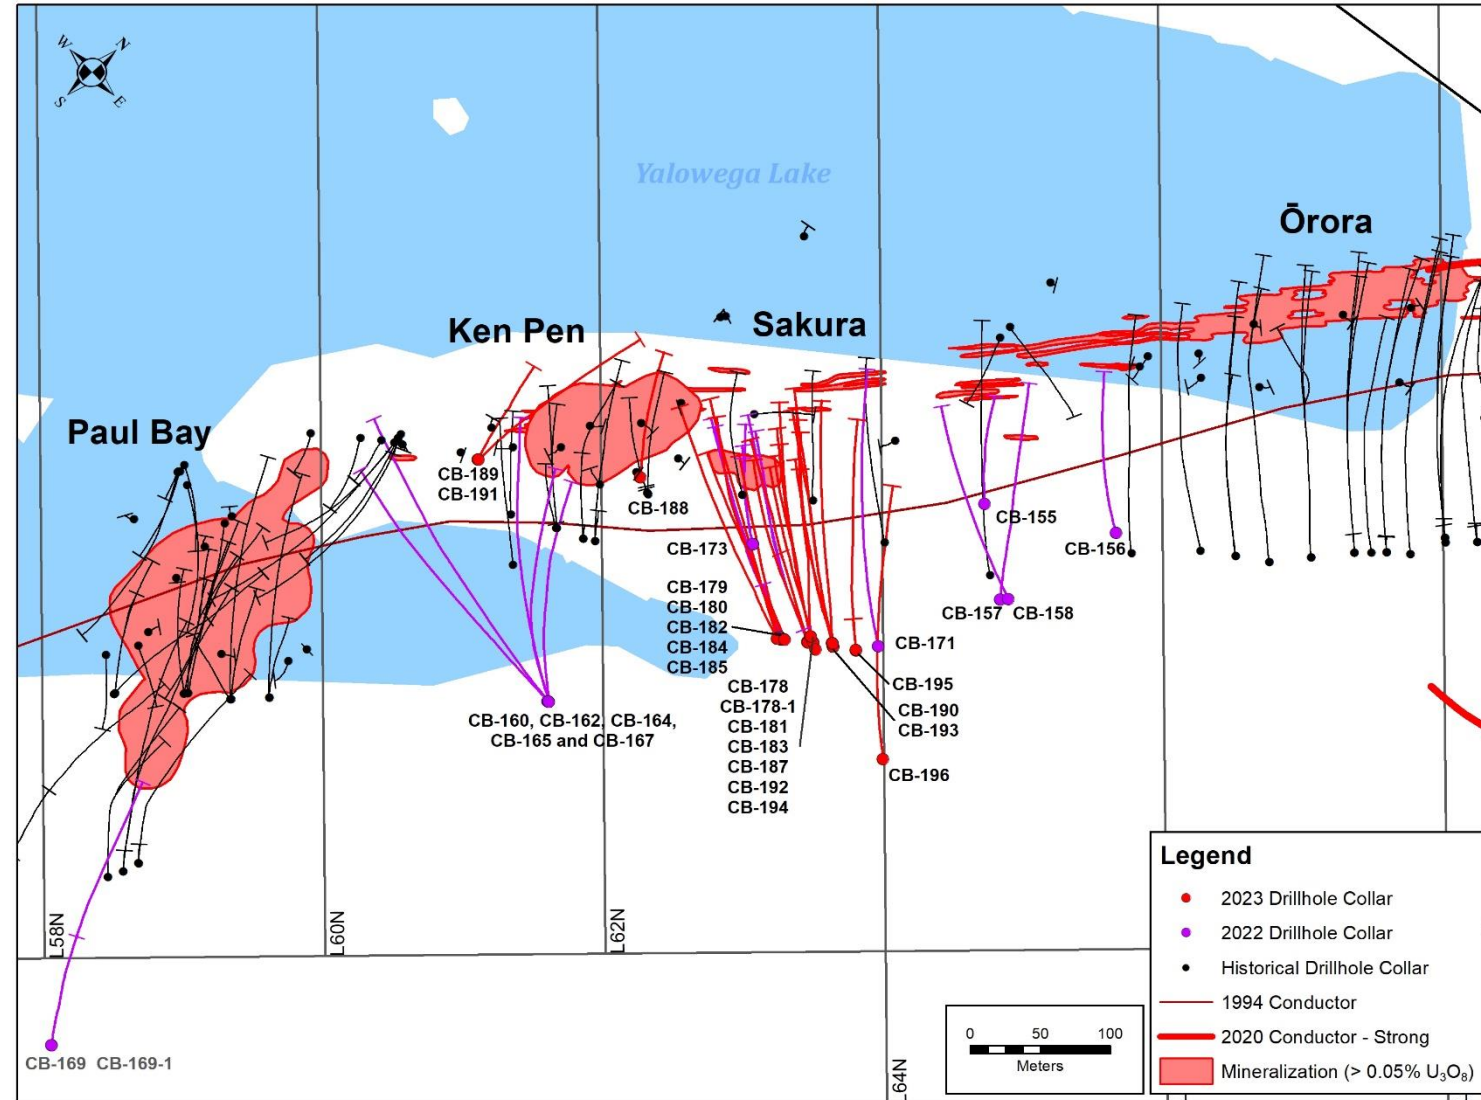 W
N
S
E
Yalowega Lake
Ōrora
Ken Pen
Sakura
Paul Bay
CB-189
CB-191
CB-188
CB-173
CB-155
CB-156
CB-179
CB-180
CB-182
CB-184
CB-185
CB-157
CB-158
CB-171
CB-178
CB-178-1
CB-181
CB-183
CB-187
CB-192
CB-194
CB-195
CB-190
CB-193
CB-160, CB-162, CB-164,
CB-165 and CB-167
CB-196
L58N
L60N
L62N
L64N
CB-169 CB-169-1
0 50 100
Meters
Legend
2023 Drillhole Collar
2022 Drillhole Collar
Historical Drillhole Collar
1994 Conductor
2020 Conductor - Strong
Mineralization (> 0.05% U₃O₈)